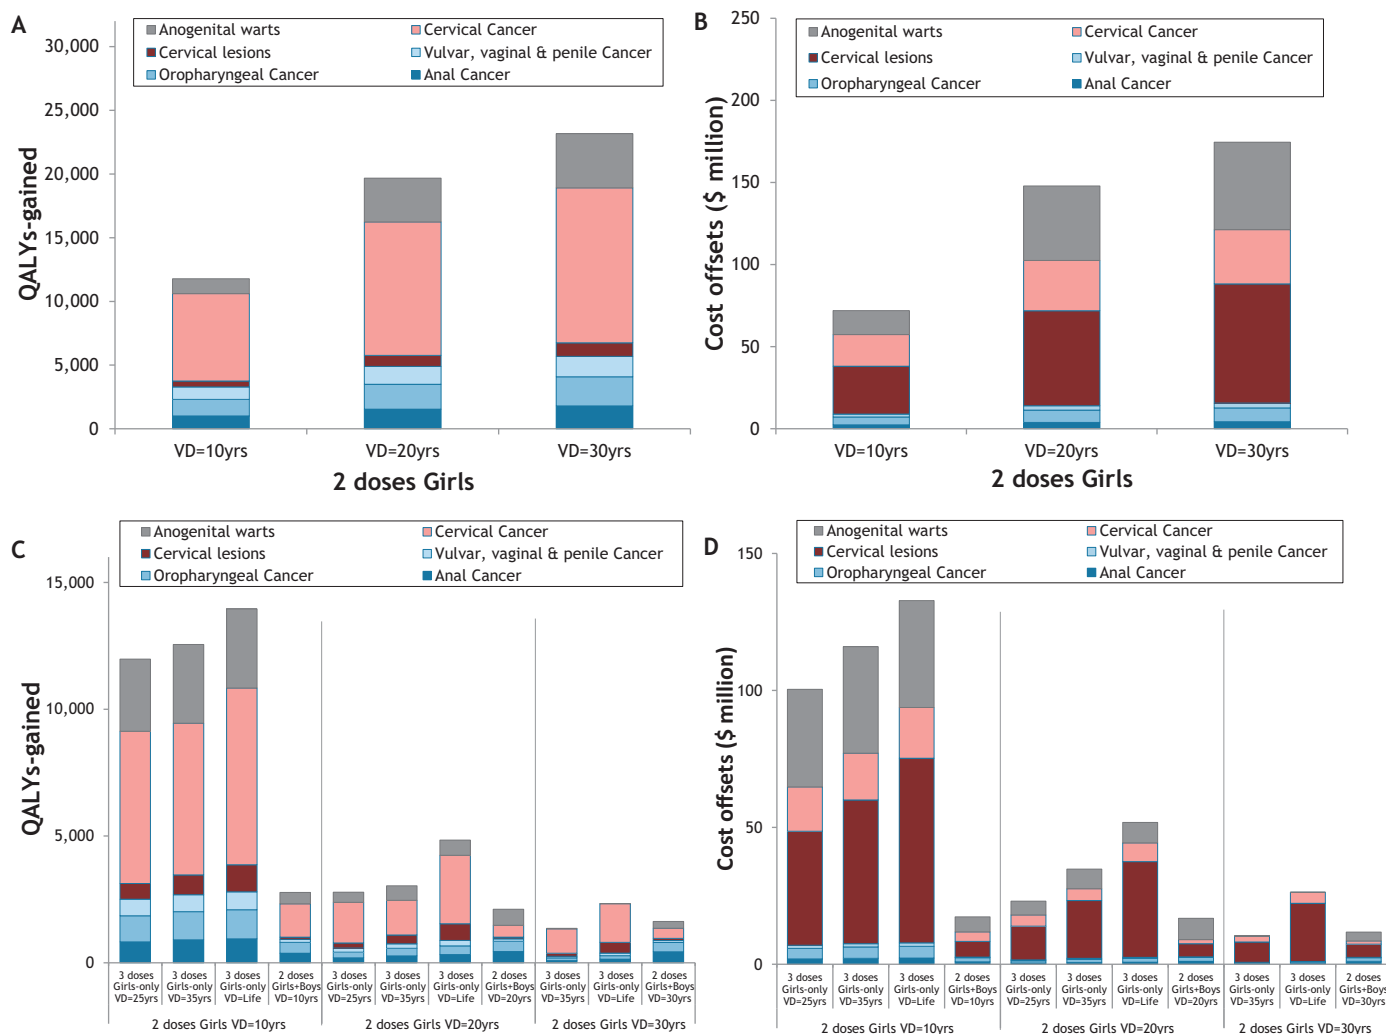 A
Anogenital warts
Cervical Cancer
Cervical lesions
Vulvar, vaginal & penile Cancer
Oropharyngeal Cancer
Anal Cancer
QALYs-gained
30,000
25,000
20,000
15,000
10,000
5,000
0
VD=10yrs
VD=20yrs
VD=30yrs
2 doses Girls
B
Anogenital warts
Cervical Cancer
Cervical lesions
Vulvar, vaginal & penile Cancer
Oropharyngeal Cancer
Anal Cancer
Cost offsets ($ million)
250
200
150
100
50
0
VD=10yrs
VD=20yrs
VD=30yrs
2 doses Girls
C
Anogenital warts
Cervical Cancer
Cervical lesions
Vulvar, vaginal & penile Cancer
Oropharyngeal Cancer
Anal Cancer
QALYs-gained
15,000
10,000
5,000
0
3 doses
Girls-only
VD=25yrs
3 doses
Girls-only
VD=35yrs
3 doses
Girls-only
VD=Life
2 doses
Girls+Boys
VD=10yrs
3 doses
Girls-only
VD=25yrs
3 doses
Girls-only
VD=35yrs
3 doses
Girls-only
VD=Life
2 doses
Girls+Boys
VD=20yrs
3 doses
Girls-only
VD=35yrs
3 doses
Girls-only
VD=Life
2 doses
Girls+Boys
VD=30yrs
2 doses Girls VD=10yrs
2 doses Girls VD=20yrs
2 doses Girls VD=30yrs
D
Anogenital warts
Cervical Cancer
Cervical lesions
Vulvar, vaginal & penile Cancer
Oropharyngeal Cancer
Anal Cancer
Cost offsets ($ million)
150
100
50
0
3 doses
Girls-only
VD=25yrs
3 doses
Girls-only
VD=35yrs
3 doses
Girls-only
VD=Life
2 doses
Girls+Boys
VD=10yrs
3 doses
Girls-only
VD=25yrs
3 doses
Girls-only
VD=35yrs
3 doses
Girls-only
VD=Life
2 doses
Girls+Boys
VD=20yrs
3 doses
Girls-only
VD=35yrs
3 doses
Girls-only
VD=Life
2 doses
Girls+Boys
VD=30yrs
2 doses Girls VD=10yrs
2 doses Girls VD=20yrs
2 doses Girls VD=30yrs